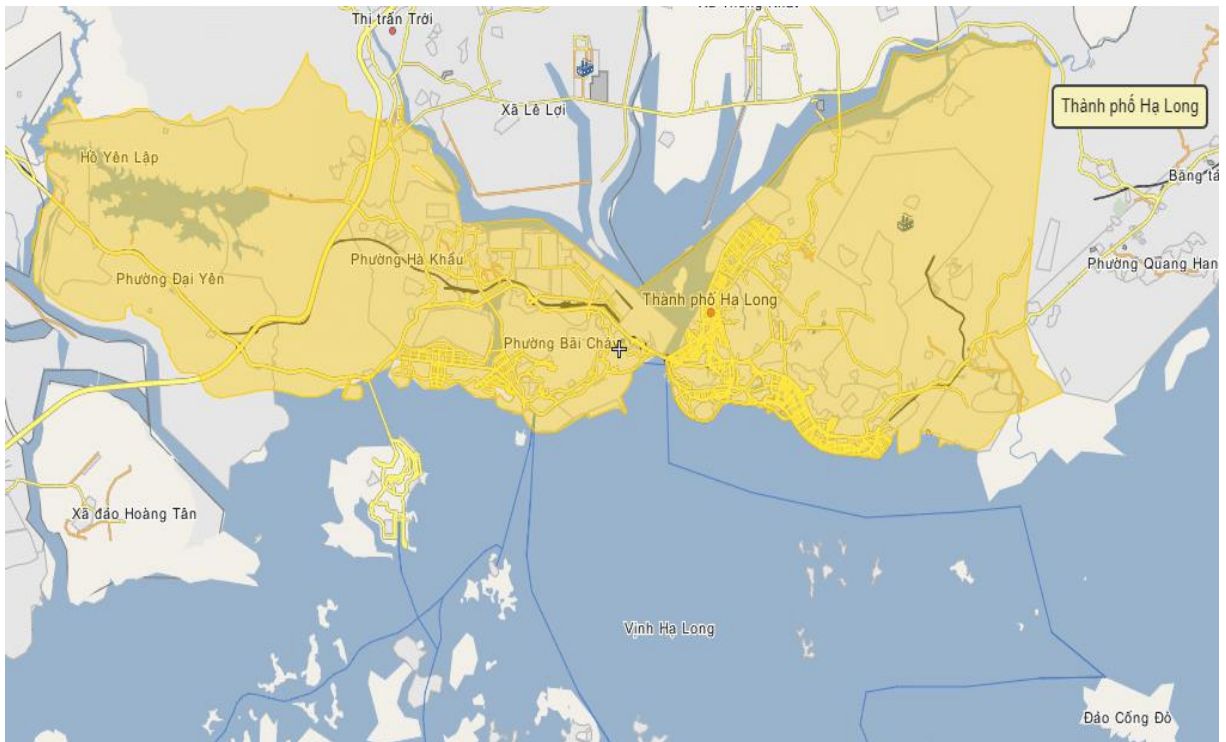 Thị trấn Trới
Thành phố Hạ Long
Xã Lê Lợi
Hồ Yên Lập
Phường Hà Khẩu
Phường Quang Han
Phường Đại Yên
Thành phố Hạ Long
Phường Bãi Cháy
Xã đảo Hoàng Tân
Vịnh Hạ Long
Đảo Cống Đỏ